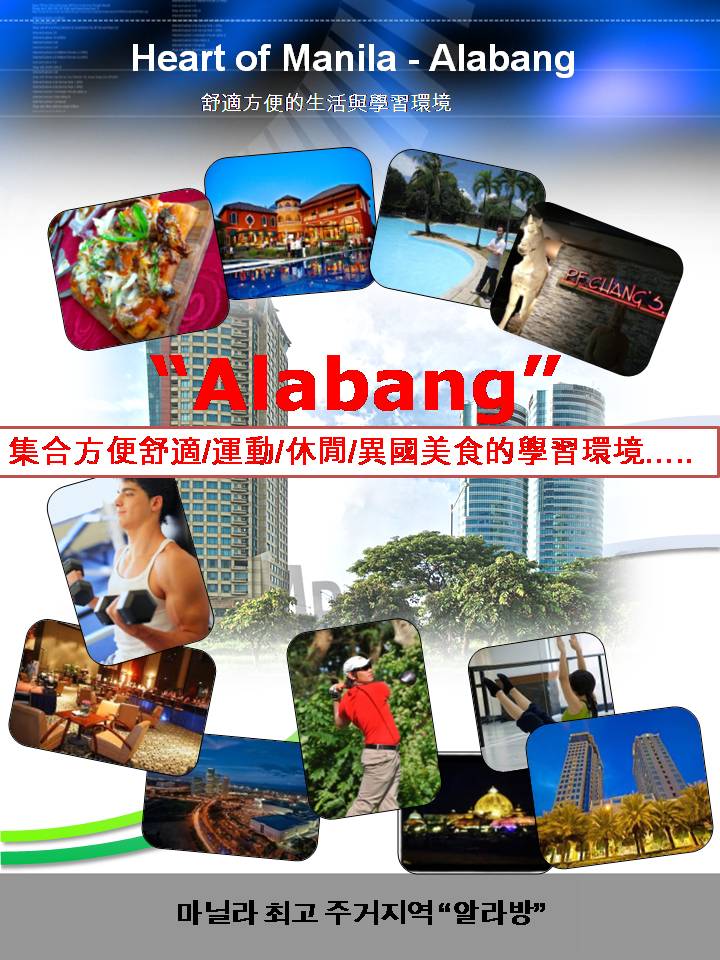 Heart of Manila - Alabang
舒適方便的生活與學習環境
P.F. CHANG'S.
“Alabang”
集合方便舒適/運動/休閒/異國美食的學習環境.....
마닐라 최고 주거지역 “알라방”